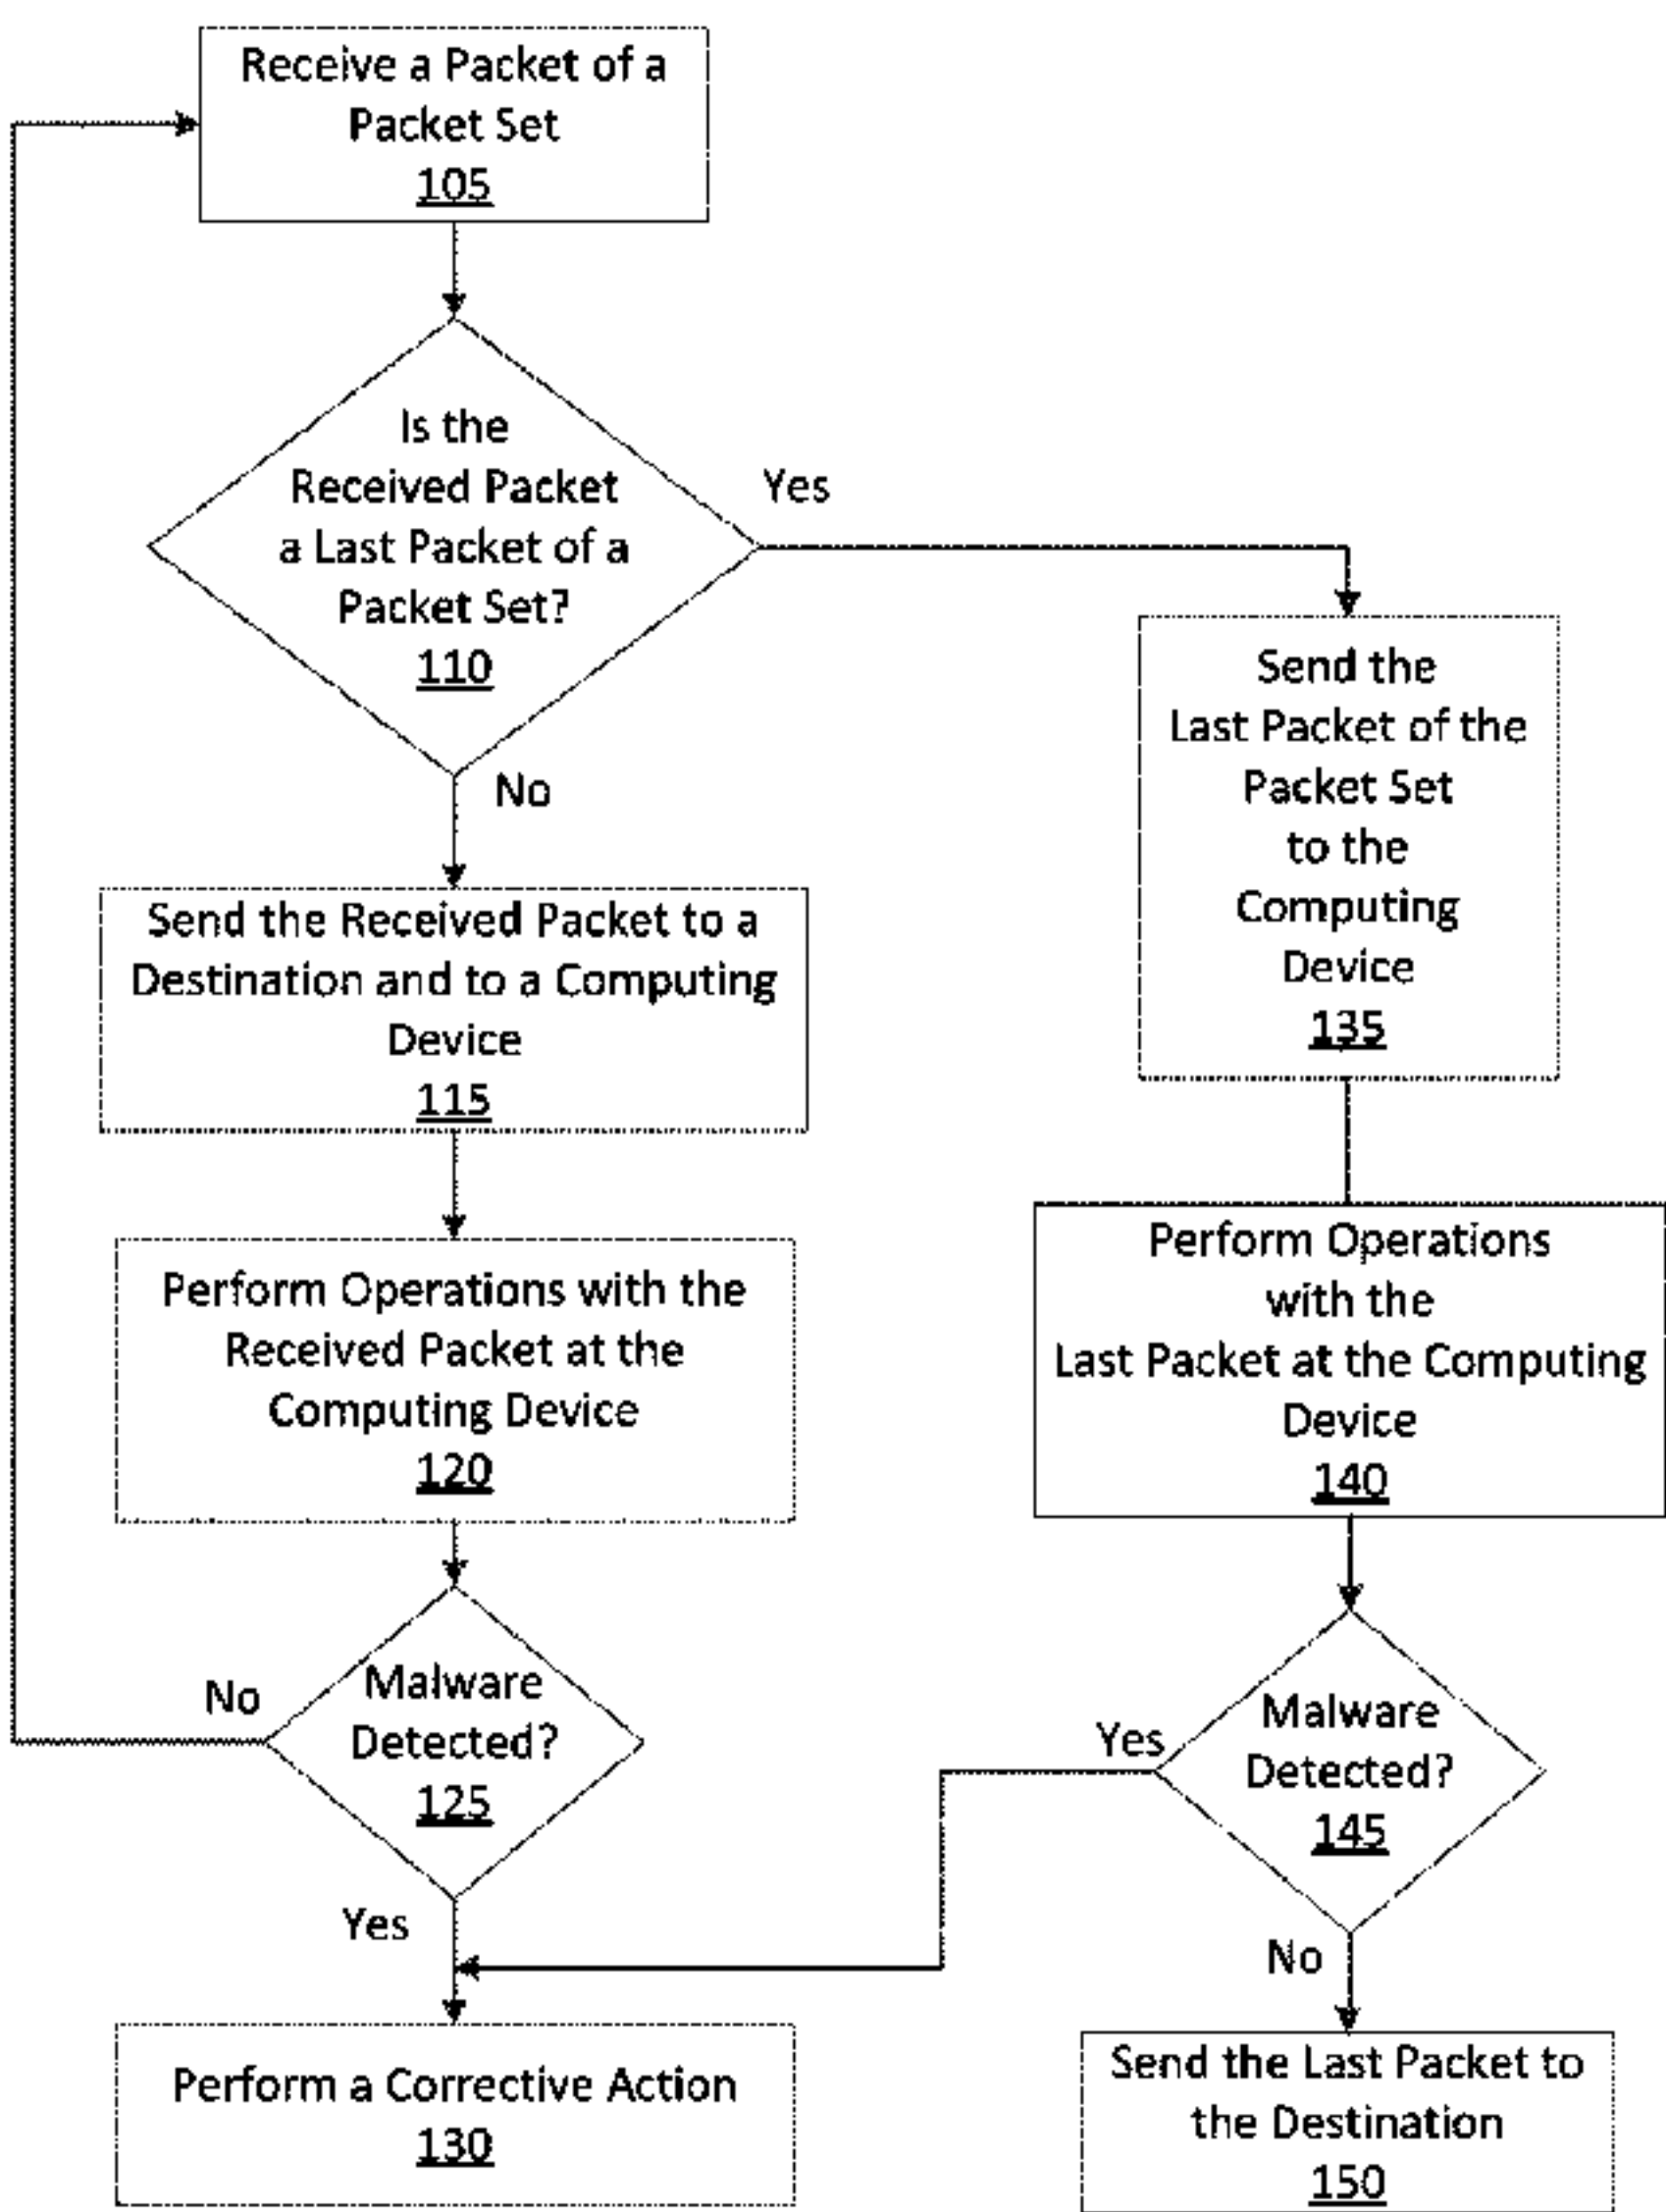 Receive a Packet of a
Packet Set
105
Is the
Received Packet
a Last Packet of a
Packet Set?
110
Yes
No
Send the Received Packet to a
Destination and to a Computing
Device
115
Perform Operations with the
Received Packet at the
Computing Device
120
Malware
Detected?
125
No
Yes
Perform a Corrective Action
130
Send the
Last Packet of the
Packet Set
to the
Computing
Device
135
Perform Operations
with the
Last Packet at the Computing
Device
140
Malware
Detected?
145
Yes
No
Send the Last Packet to
the Destination
150